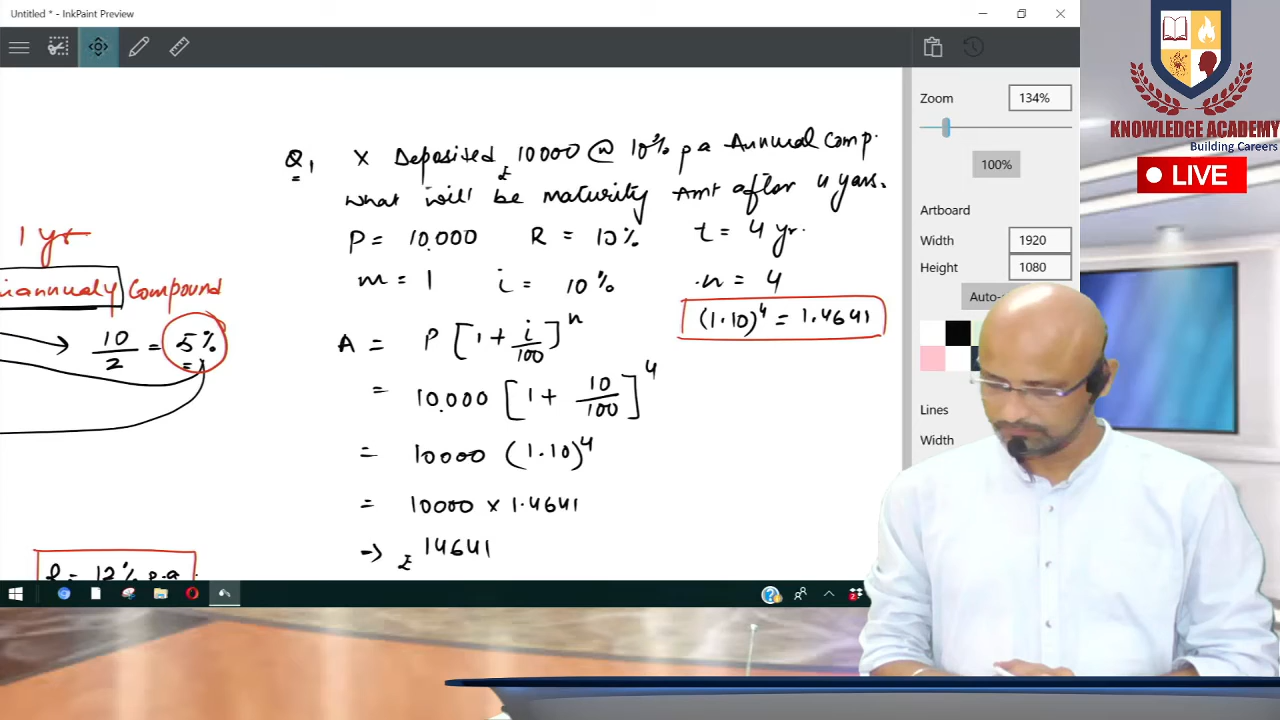 Untitled * - InkPaint Preview
Zoom
134%
100%
Artboard
Width
1920
Height
1080
Auto-
Lines
Width
KNOWLEDGE ACADEMY
Building Careers
LIVE
Q1 X Deposited ₹ 10000 @ 10% p a Annual Comp.
what will be maturity Amt after 4 years.
P = 10,000 R = 10% t = 4 yr.
m = 1 i = 10% n = 4
(1.10)^4 = 1.4641
A = P [1 + i/100]^n
= 10,000 [1 + 10/100]^4
= 10000 (1.10)^4
= 10000 × 1.4641
→ ₹ 14641
1 yr
Compound
10/2 = 5%
R = 12% p.a.